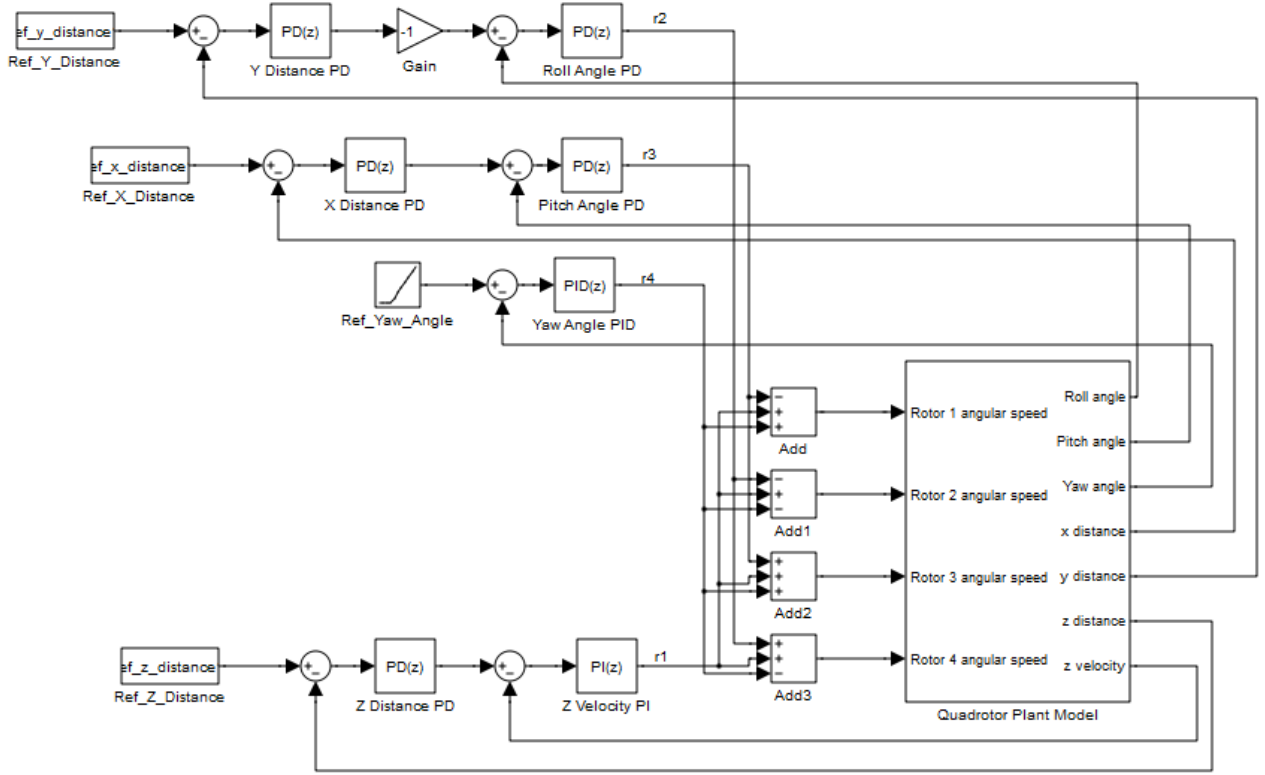 ef_y_distance
+
−
PD(z)
-1
+
−
PD(z)
r2
Ref_Y_Distance
Y Distance PD
Gain
Roll Angle PD
ef_x_distance
+
−
PD(z)
+
−
PD(z)
r3
Ref_X_Distance
X Distance PD
Pitch Angle PD
+
−
PID(z)
r4
Ref_Yaw_Angle
Yaw Angle PID
−
+
+
Add
Rotor 1 angular speed
Roll angle
Pitch angle
−
+
−
Add1
Rotor 2 angular speed
Yaw angle
x distance
+
+
+
Add2
Rotor 3 angular speed
y distance
z distance
+
+
−
Add3
Rotor 4 angular speed
z velocity
Quadrotor Plant Model
ef_z_distance
+
−
PD(z)
+
−
PI(z)
r1
Ref_Z_Distance
Z Distance PD
Z Velocity PI